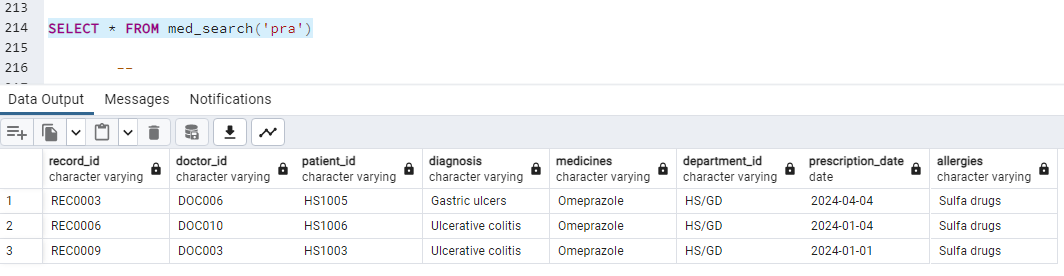 213
214 SELECT * FROM med_search('pra')
215
216 --
Data Output Messages Notifications
record_id doctor_id patient_id diagnosis medicines department_id prescription_date allergies
character varying character varying character varying character varying character varying character varying date character varying
1 REC0003 DOC006 HS1005 Gastric ulcers Omeprazole HS/GD 2024-04-04 Sulfa drugs
2 REC0006 DOC010 HS1006 Ulcerative colitis Omeprazole HS/GD 2024-01-04 Sulfa drugs
3 REC0009 DOC003 HS1003 Ulcerative colitis Omeprazole HS/GD 2024-01-01 Sulfa drugs